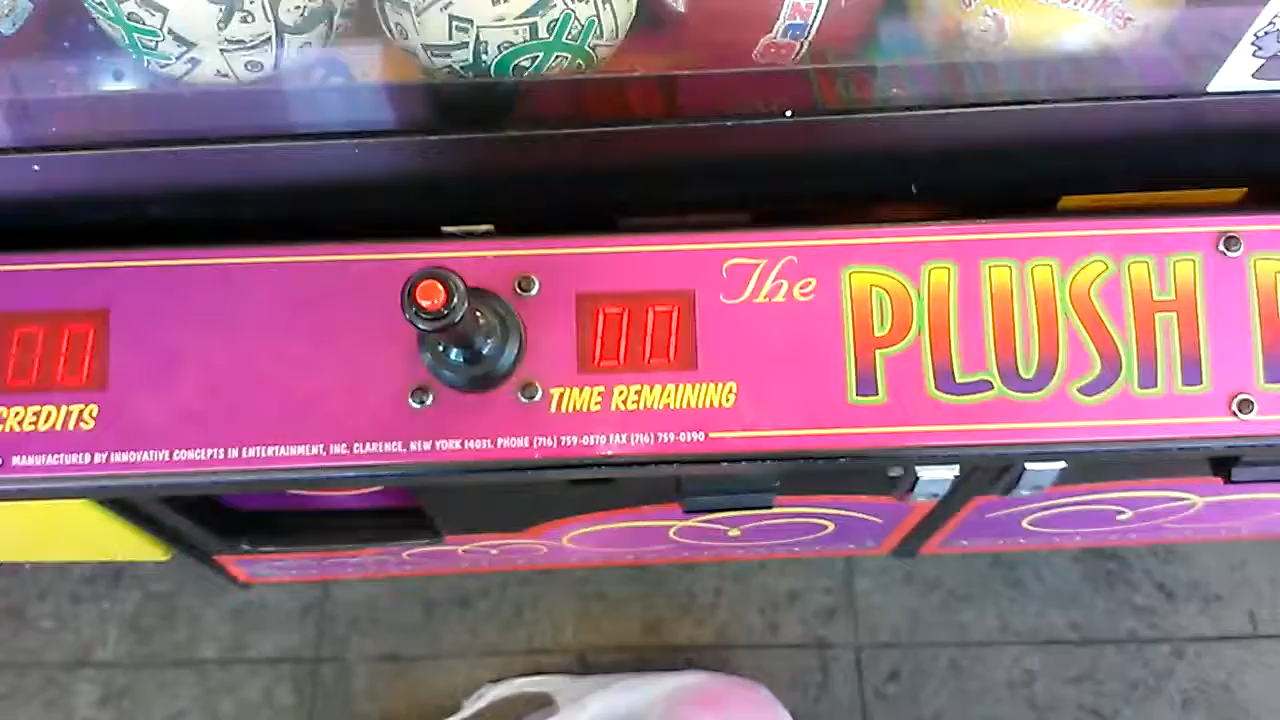 The PLUSH
00
00
CREDITS
TIME REMAINING
MANUFACTURED BY INNOVATIVE CONCEPTS IN ENTERTAINMENT, INC. CLARENCE, NEW YORK 14031. PHONE (716) 759-0370 FAX (716) 759-0390